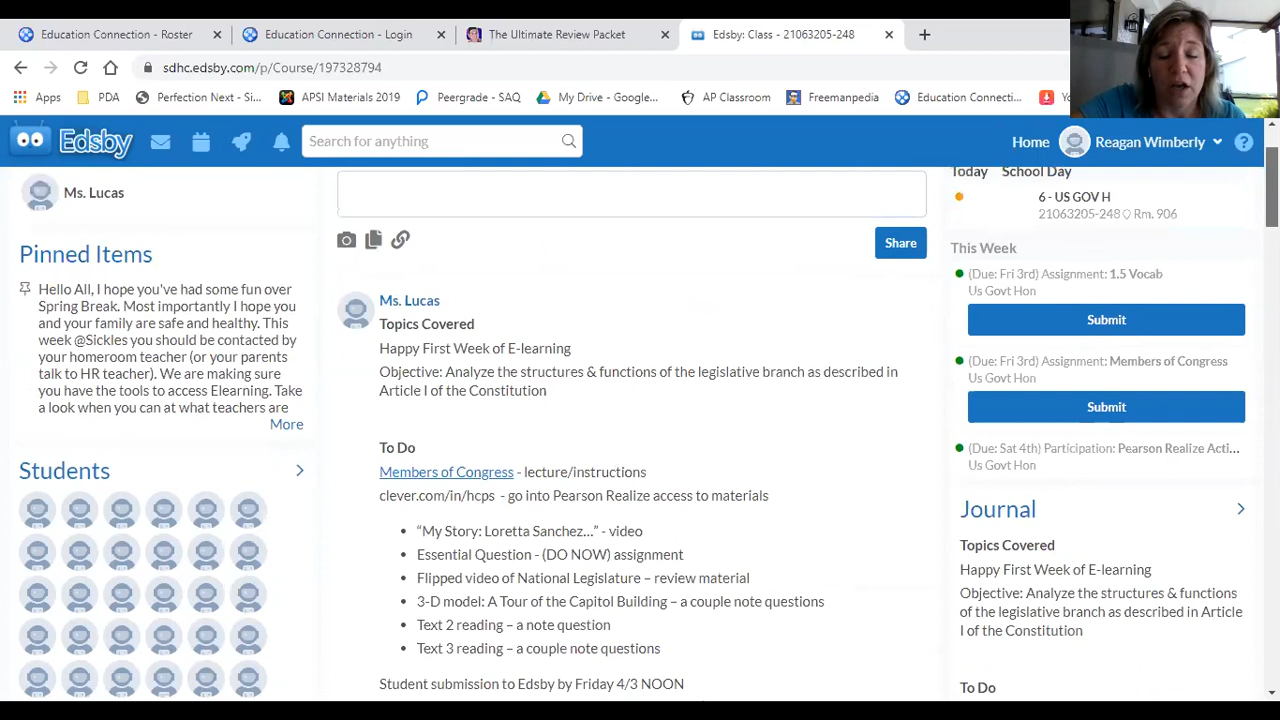 Education Connection - Roster
Education Connection - Login
The Ultimate Review Packet
Edsby: Class - 21063205-248
sdhc.edsby.com/p/Course/197328794
Apps
PDA
Perfection Next - Si...
APSI Materials 2019
Peergrade - SAQ
My Drive - Google...
AP Classroom
Freemanpedia
Education Connecti...
Edsby
Search for anything
Home
Reagan Wimberly
Ms. Lucas
Pinned Items
Hello All, I hope you've had some fun over
Spring Break. Most importantly I hope you
and your family are safe and healthy. This
week @Sickles you should be contacted by
your homeroom teacher (or your parents
talk to HR teacher). We are making sure
you have the tools to access Elearning. Take
a look when you can at what teachers are
More
Students
Share
Ms. Lucas
Topics Covered
Happy First Week of E-learning
Objective: Analyze the structures & functions of the legislative branch as described in
Article I of the Constitution
To Do
Members of Congress - lecture/instructions
clever.com/in/hcps - go into Pearson Realize access to materials
• “My Story: Loretta Sanchez...” - video
• Essential Question - (DO NOW) assignment
• Flipped video of National Legislature – review material
• 3-D model: A Tour of the Capitol Building – a couple note questions
• Text 2 reading – a note question
• Text 3 reading – a couple note questions
Student submission to Edsby by Friday 4/3 NOON
Today School Day
6 - US GOV H
21063205-248 Rm. 906
This Week
(Due: Fri 3rd) Assignment: 1.5 Vocab
Us Govt Hon
Submit
(Due: Fri 3rd) Assignment: Members of Congress
Us Govt Hon
Submit
(Due: Sat 4th) Participation: Pearson Realize Acti...
Us Govt Hon
Journal
Topics Covered
Happy First Week of E-learning
Objective: Analyze the structures & functions
of the legislative branch as described in Article
I of the Constitution
To Do